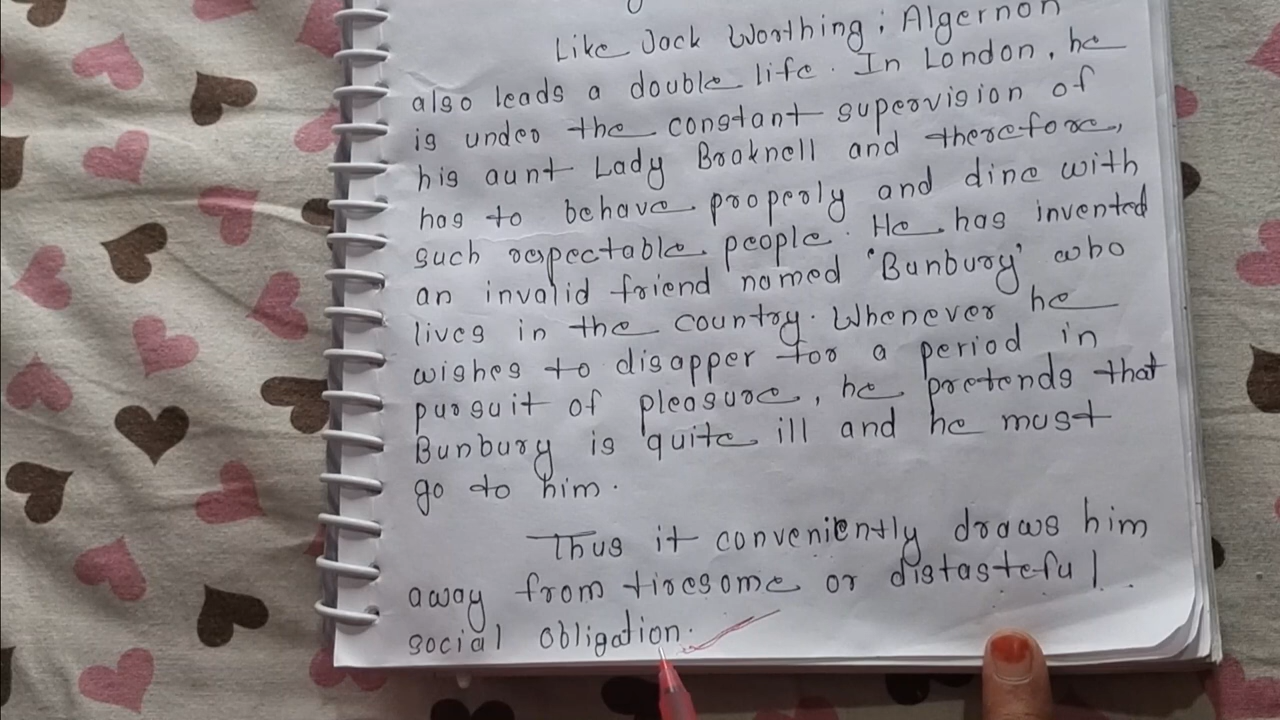 Like Jack Worthing; Algernon
also leads a double life. In London, he
is under the constant supervision of
his aunt Lady Braknell and therefore,
has to behave properly and dine with
such respectable people. He has invented
an invalid friend named 'Bunbury' who
lives in the country. Whenever he
wishes to disapper for a period in
pursuit of pleasure, he pretends that
Bunbury is quite ill and he must
go to him.
Thus it conveniently draws him
away from tiresome or distasteful
social obligation.